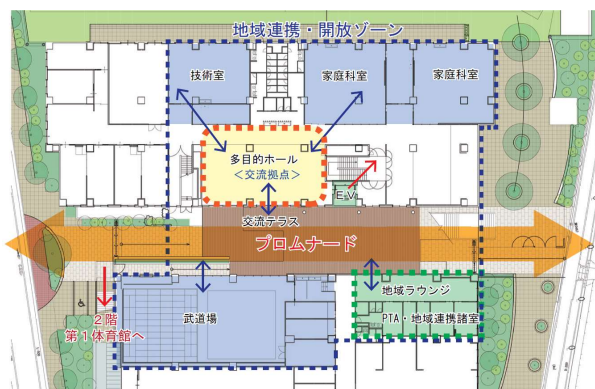 地域連携・開放ゾーン
技術室
家庭科室
家庭科室
多目的ホール
＜交流拠点＞
EV
交流テラス
プロムナード
地域ラウンジ
PTA・地域連携諸室
武道場
2階
第1体育館へ